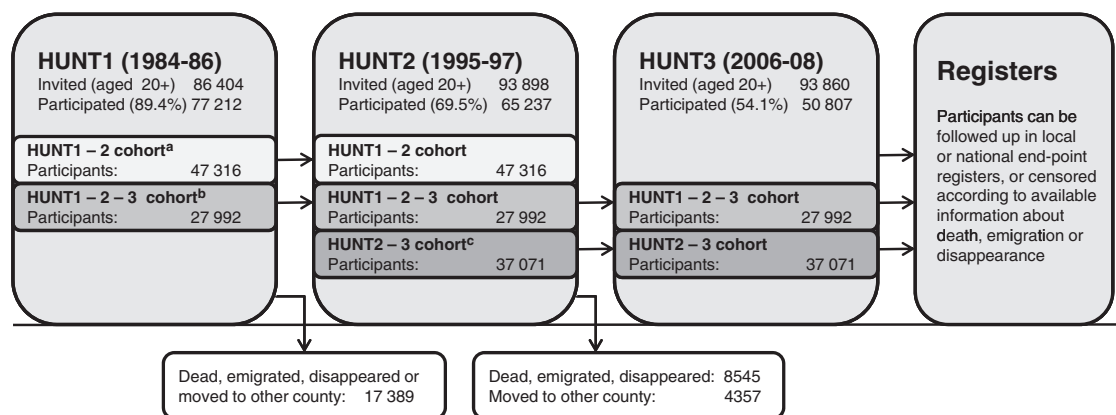 HUNT1 (1984-86)
Invited (aged 20+) 86 404
Participated (89.4%) 77 212
HUNT1 – 2 cohortᵃ
Participants: 47 316
HUNT1 – 2 – 3 cohortᵇ
Participants: 27 992
HUNT2 (1995-97)
Invited (aged 20+) 93 898
Participated (69.5%) 65 237
HUNT1 – 2 cohort
Participants: 47 316
HUNT1 – 2 – 3 cohort
Participants: 27 992
HUNT2 – 3 cohortᶜ
Participants: 37 071
HUNT3 (2006-08)
Invited (aged 20+) 93 860
Participated (54.1%) 50 807
HUNT1 – 2 – 3 cohort
Participants: 27 992
HUNT2 – 3 cohort
Participants: 37 071
Registers
Participants can be
followed up in local
or national end-point
registers, or censored
according to available
information about
death, emigration or
disappearance
Dead, emigrated, disappeared or
moved to other county: 17 389
Dead, emigrated, disappeared: 8545
Moved to other county: 4357